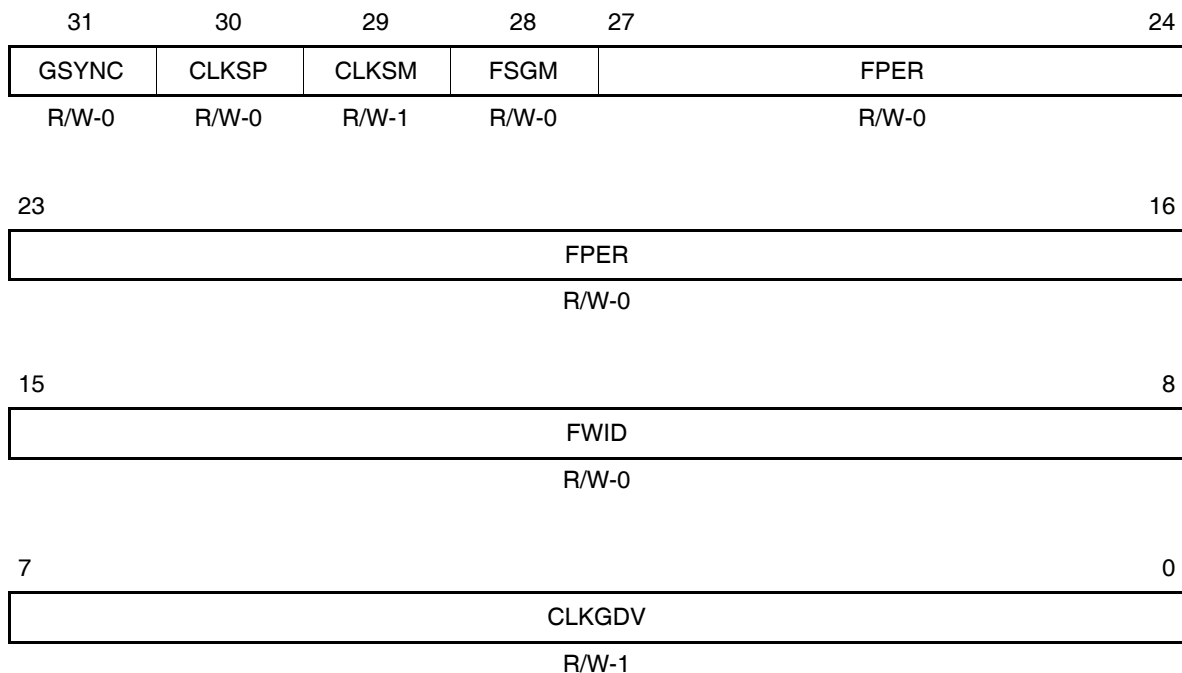 31 30 29 28 27 24
GSYNC CLKSP CLKSM FSGM FPER
R/W-0 R/W-0 R/W-1 R/W-0 R/W-0
23 16
FPER
R/W-0
15 8
FWID
R/W-0
7 0
CLKGDV
R/W-1